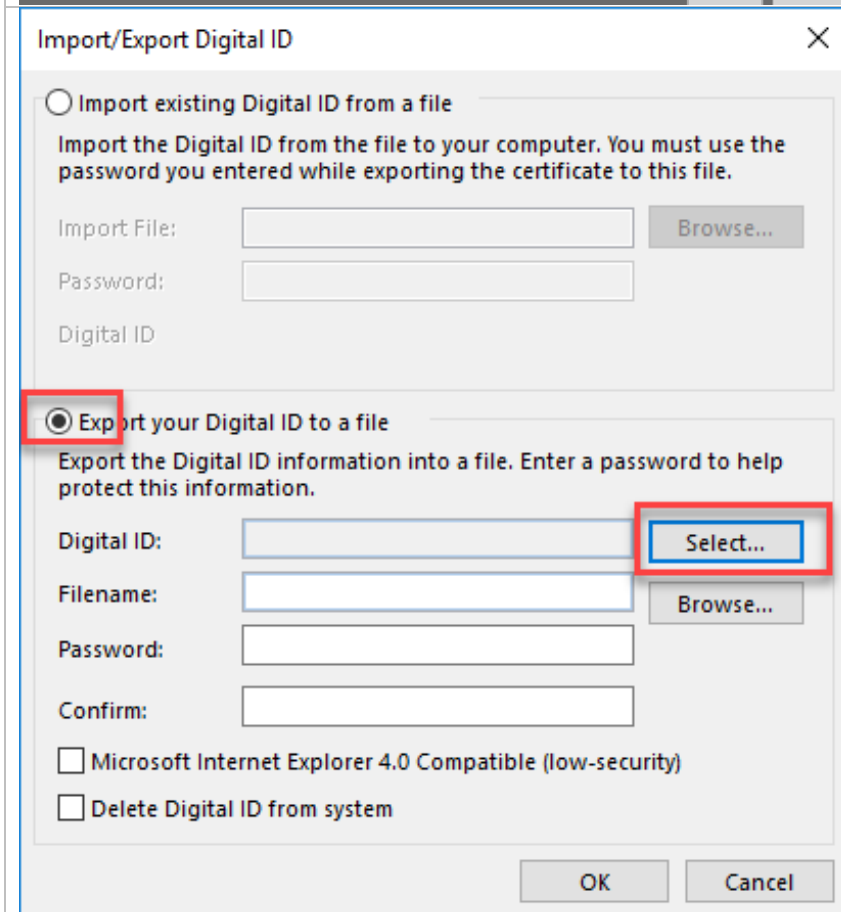 Import/Export Digital ID
Import existing Digital ID from a file
Import the Digital ID from the file to your computer. You must use the
password you entered while exporting the certificate to this file.
Import File:
Browse...
Password:
Digital ID
Export your Digital ID to a file
Export the Digital ID information into a file. Enter a password to help
protect this information.
Digital ID:
Select...
Filename:
Browse...
Password:
Confirm:
Microsoft Internet Explorer 4.0 Compatible (low-security)
Delete Digital ID from system
OK
Cancel